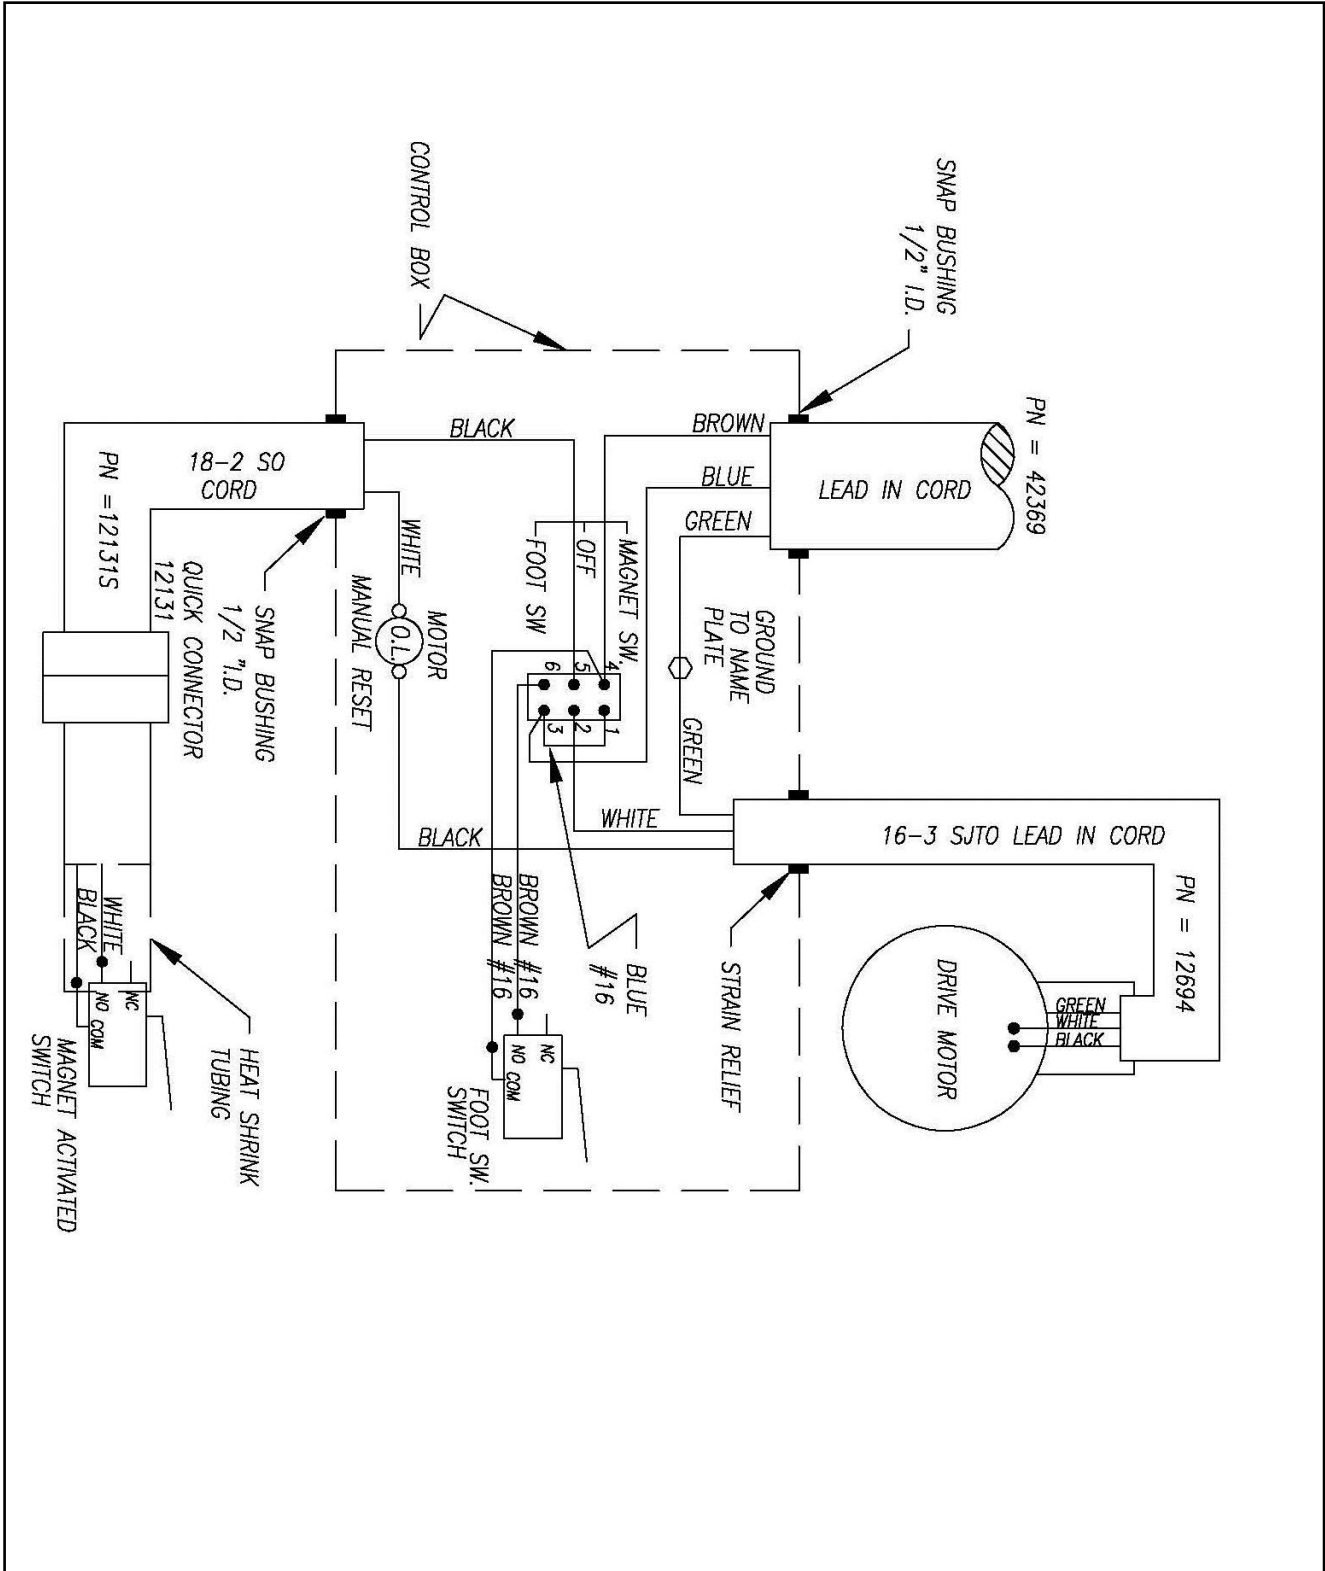 CONTROL BOX
SNAP BUSHING
1/2" I.D.
PN = 42369
BROWN
BLACK
BLUE
LEAD IN CORD
GREEN
18-2 SO
CORD
PN =12131S
WHITE
MAGNET SW.
OFF
FOOT SW
GROUND
TO NAME
PLATE
QUICK CONNECTOR
12131
SNAP BUSHING
1/2 "I.D.
MOTOR
O.L.
MANUAL RESET
4
5
6
1
2
3
GREEN
WHITE
BLACK
16-3 SJTO LEAD IN CORD
PN = 12694
BROWN #16
BROWN #16
BLUE
#16
STRAIN RELIEF
DRIVE MOTOR
GREEN
WHITE
BLACK
WHITE
BLACK
NC
NO
COM
MAGNET ACTIVATED
SWITCH
HEAT SHRINK
TUBING
NC
NO
COM
FOOT SW.
SWITCH